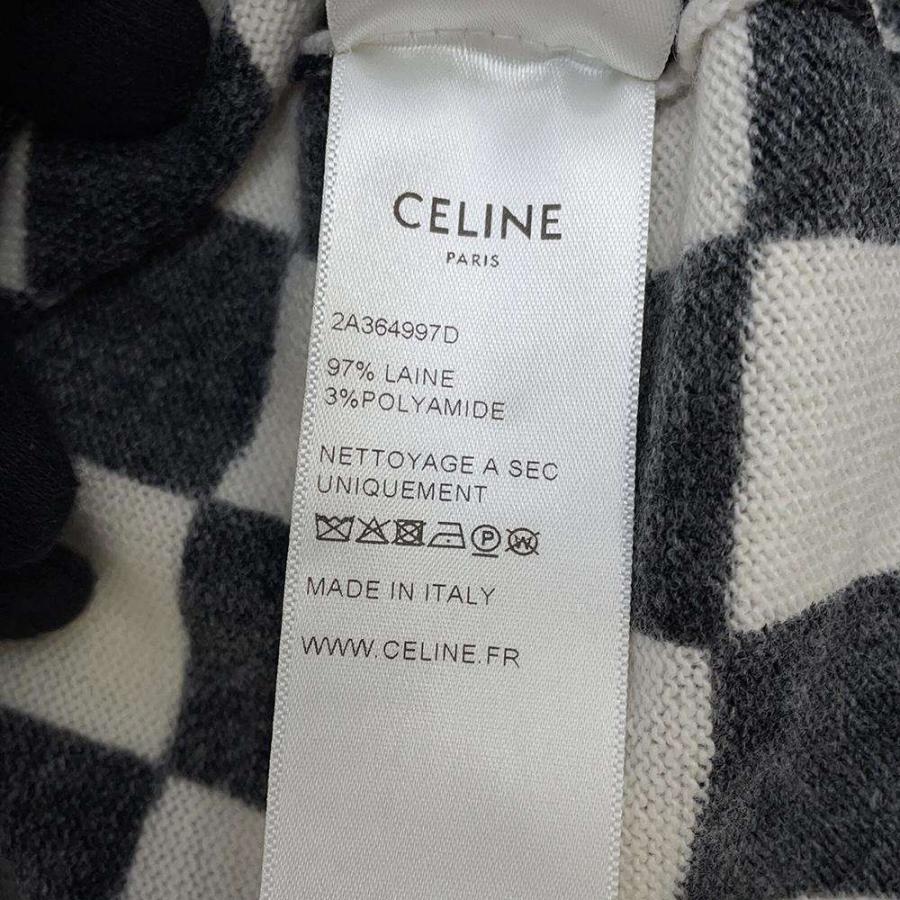 CELINE
PARIS
2A364997D
97% LAINE
3%POLYAMIDE
NETTOYAGE A SEC
UNIQUEMENT
P W
MADE IN ITALY
WWW.CELINE.FR